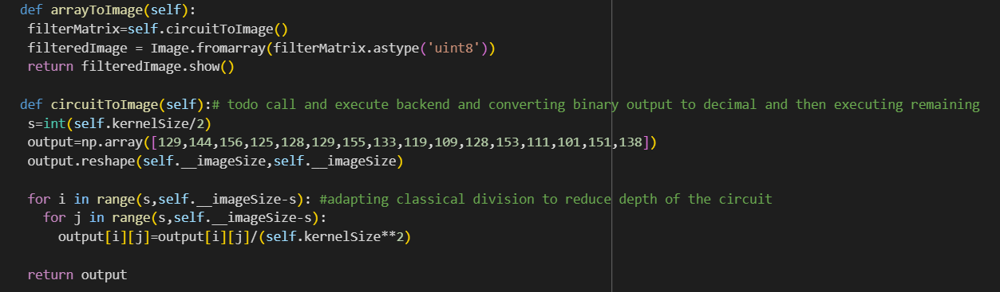 def arrayToImage(self):
 filterMatrix=self.circuitToImage()
 filteredImage = Image.fromarray(filterMatrix.astype('uint8'))
 return filteredImage.show()

def circuitToImage(self):# todo call and execute backend and converting binary output to decimal and then executing remaining
 s=int(self.kernelSize/2)
 output=np.array([129,144,156,125,128,129,155,133,119,109,128,153,111,101,151,138])
 output.reshape(self.__imageSize,self.__imageSize)

 for i in range(s,self.__imageSize-s): #adapting classical division to reduce depth of the circuit
   for j in range(s,self.__imageSize-s):
     output[i][j]=output[i][j]/(self.kernelSize**2)

 return output